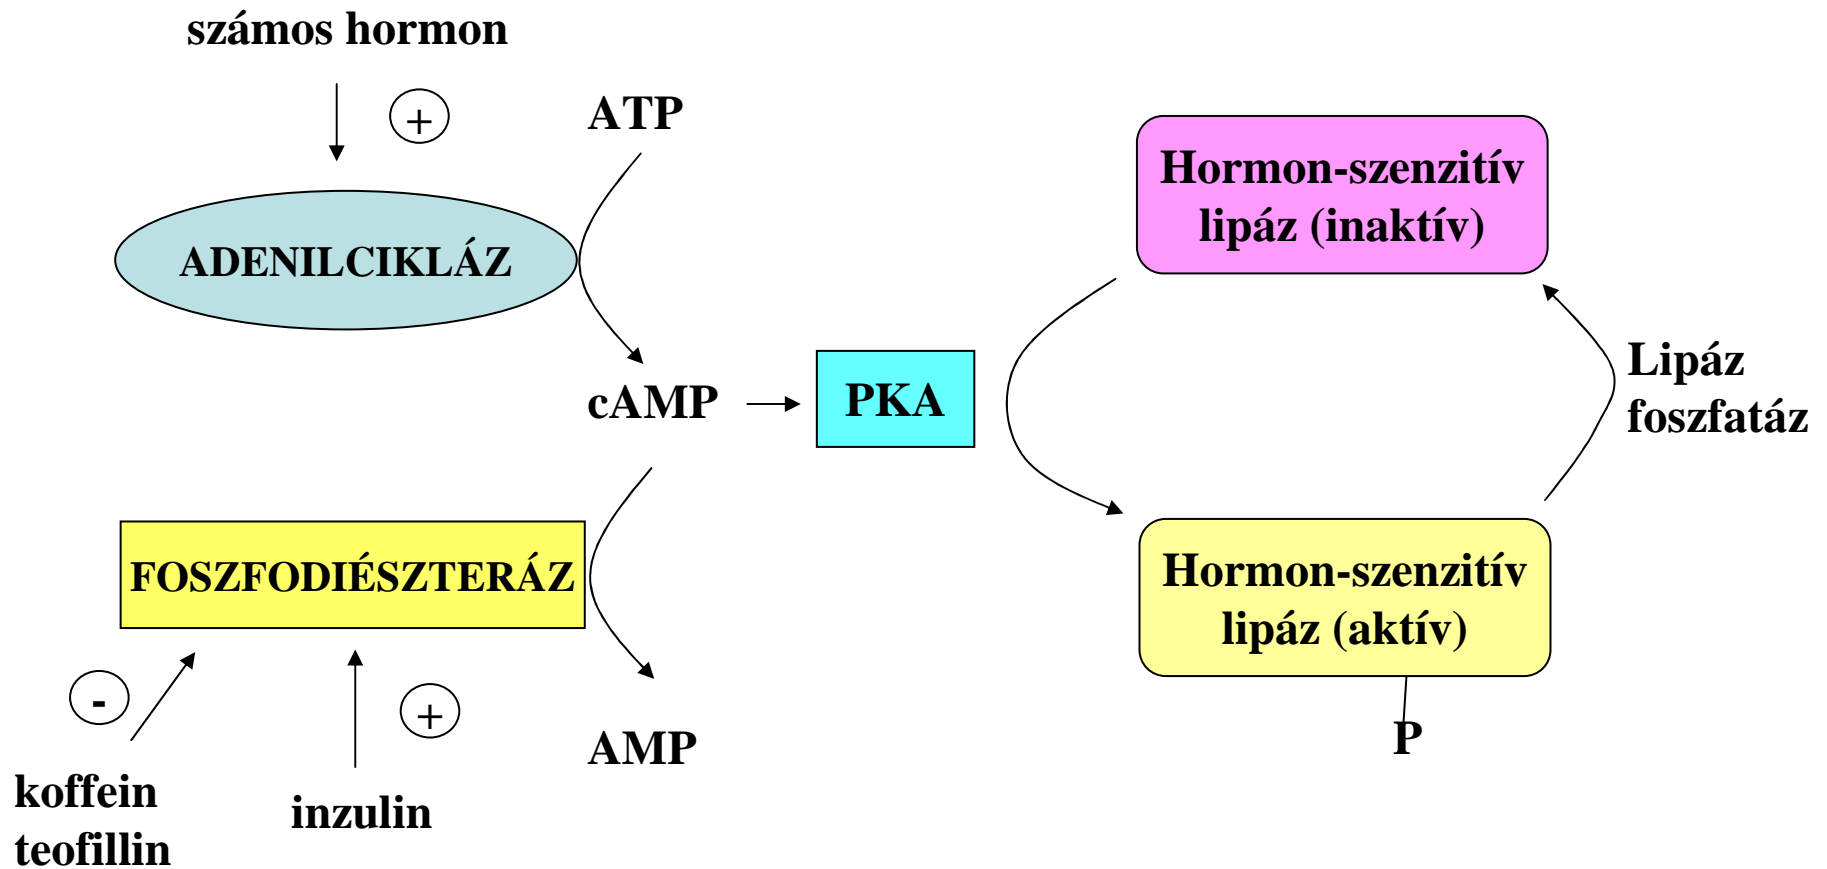 számos hormon
+
ATP
ADENILCIKLÁZ
Hormon-szenzitív
lipáz (inaktív)
cAMP
PKA
Lipáz
foszfatáz
FOSZFODIÉSZTERÁZ
Hormon-szenzitív
lipáz (aktív)
P
-
+
AMP
koffein
teofillin
inzulin